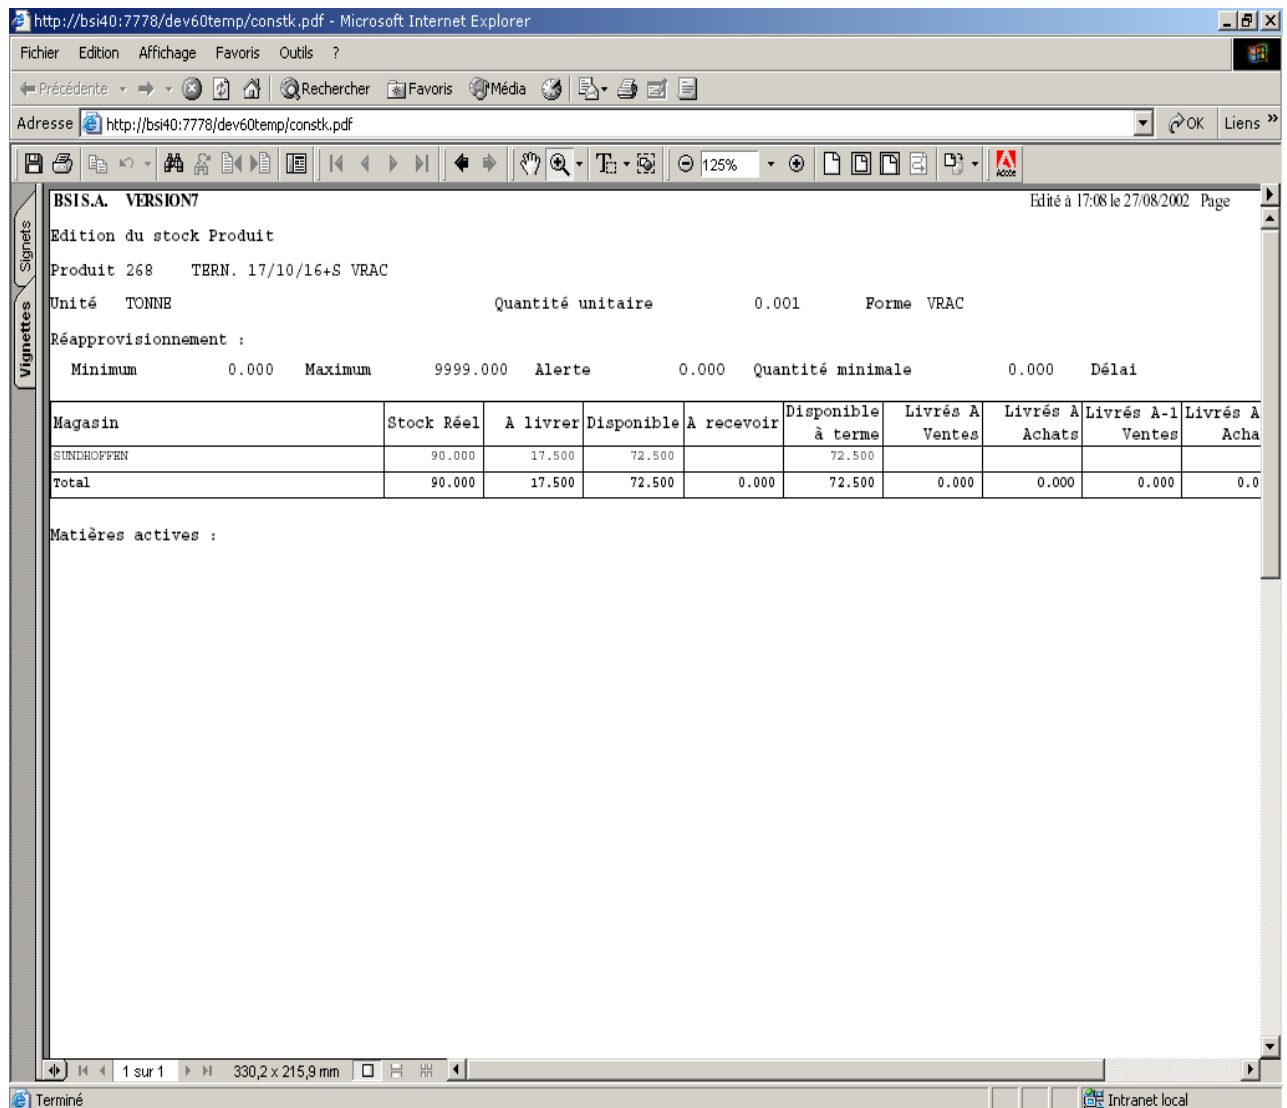 http://bsi40:7778/dev60temp/constk.pdf - Microsoft Internet Explorer
Fichier Edition Affichage Favoris Outils ?
Précédente Rechercher Favoris Média
Adresse http://bsi40:7778/dev60temp/constk.pdf OK Liens »
125% Adobe
Signets
Vignettes
BSI S.A. VERSION7 Edité à 17:08 le 27/08/2002 Page
Edition du stock Produit
Produit 268 TERN. 17/10/16+S VRAC
Unité TONNE Quantité unitaire 0.001 Forme VRAC
Réapprovisionnement :
Minimum 0.000 Maximum 9999.000 Alerte 0.000 Quantité minimale 0.000 Délai
Magasin Stock Réel A livrer Disponible A recevoir Disponible à terme Livrés A Ventes Livrés A Achats Livrés A-1 Ventes Livrés A Acha
SUNDHOFFEN 90.000 17.500 72.500 72.500
Total 90.000 17.500 72.500 0.000 72.500 0.000 0.000 0.000 0.0
Matières actives :
1 sur 1 330,2 x 215,9 mm
Terminé Intranet local